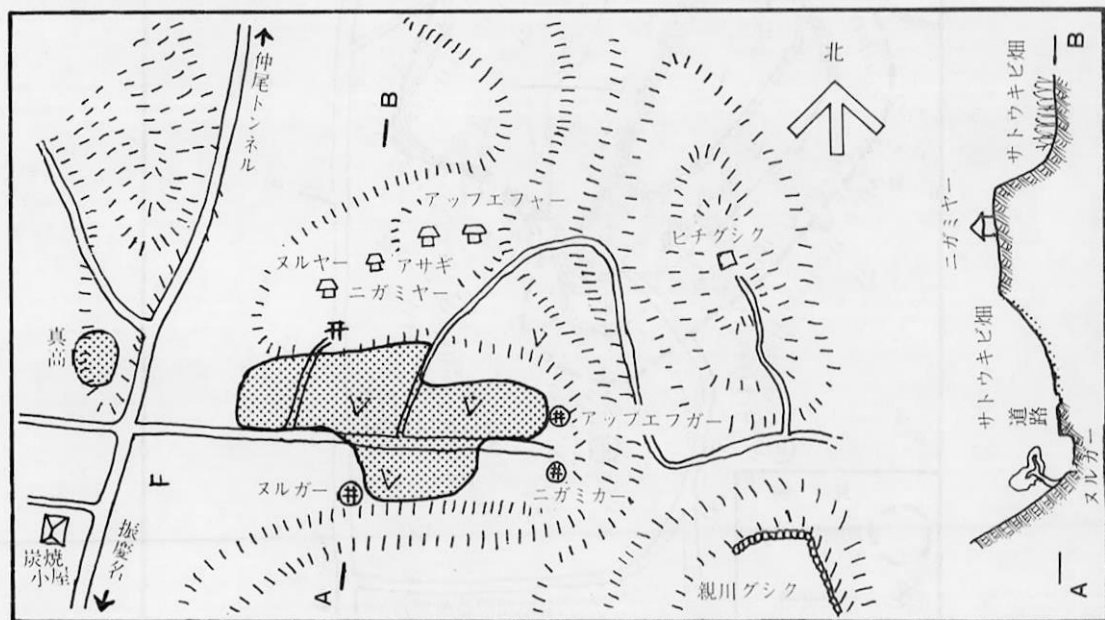 仲尾トンネル
B
北
アップエフャー
ヌルヤー
アサギ
ニガミヤー
ヒチグシク
真高
アップエフガー
ヌルガー
ニガミカー
F
炭焼
小屋
振慶名
A
親川グシク
B
サトウキビ畑
ニガミヤー
サトウキビ畑
道路
ヌルガー
A